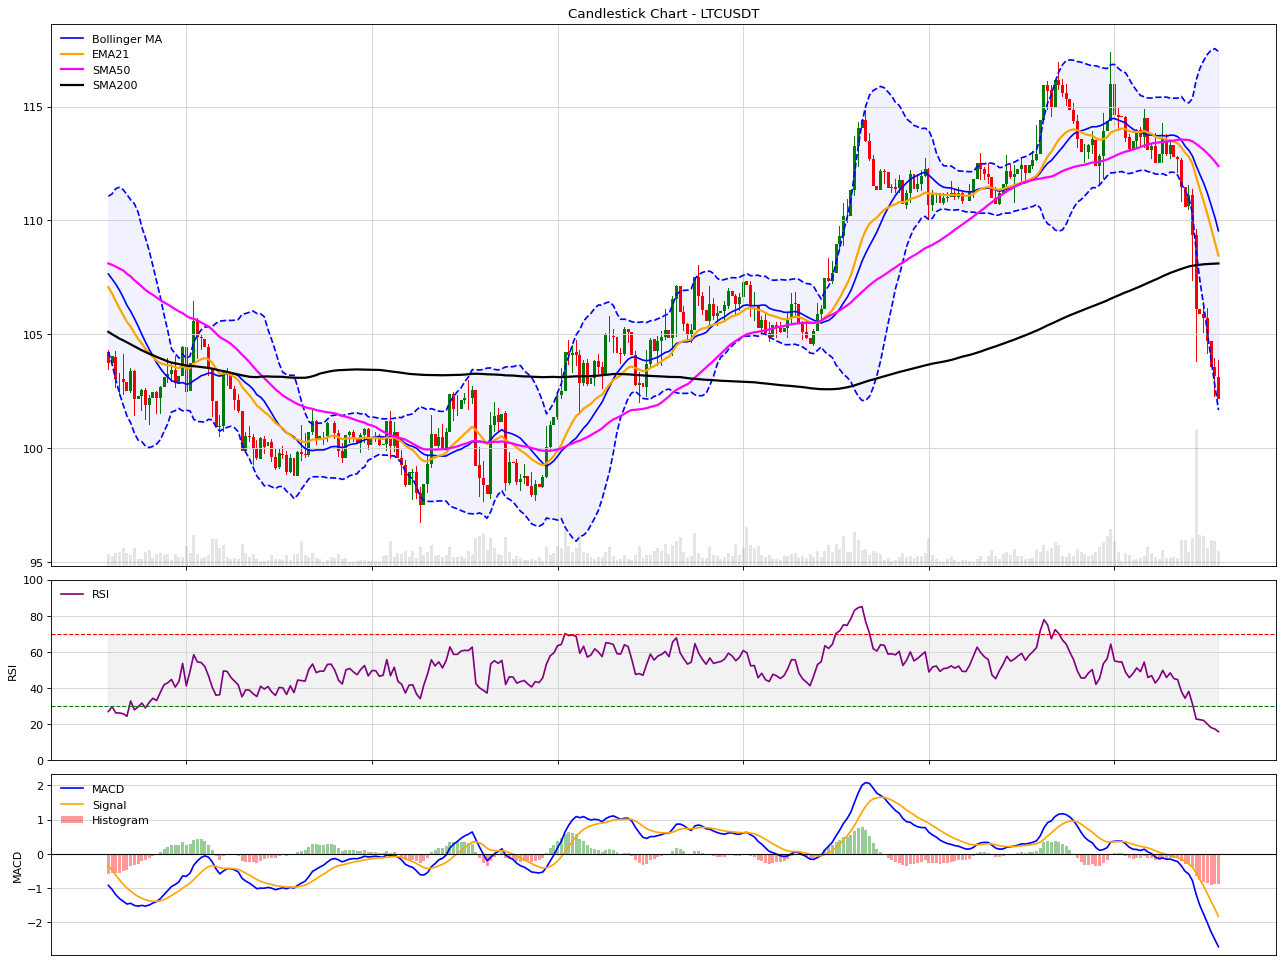 Candlestick Chart - LTCUSDT
Bollinger MA
EMA21
SMA50
SMA200
115
110
105
100
95
100
80
60
40
20
0
RSI
RSI
2
1
0
−1
−2
MACD
MACD
Signal
Histogram